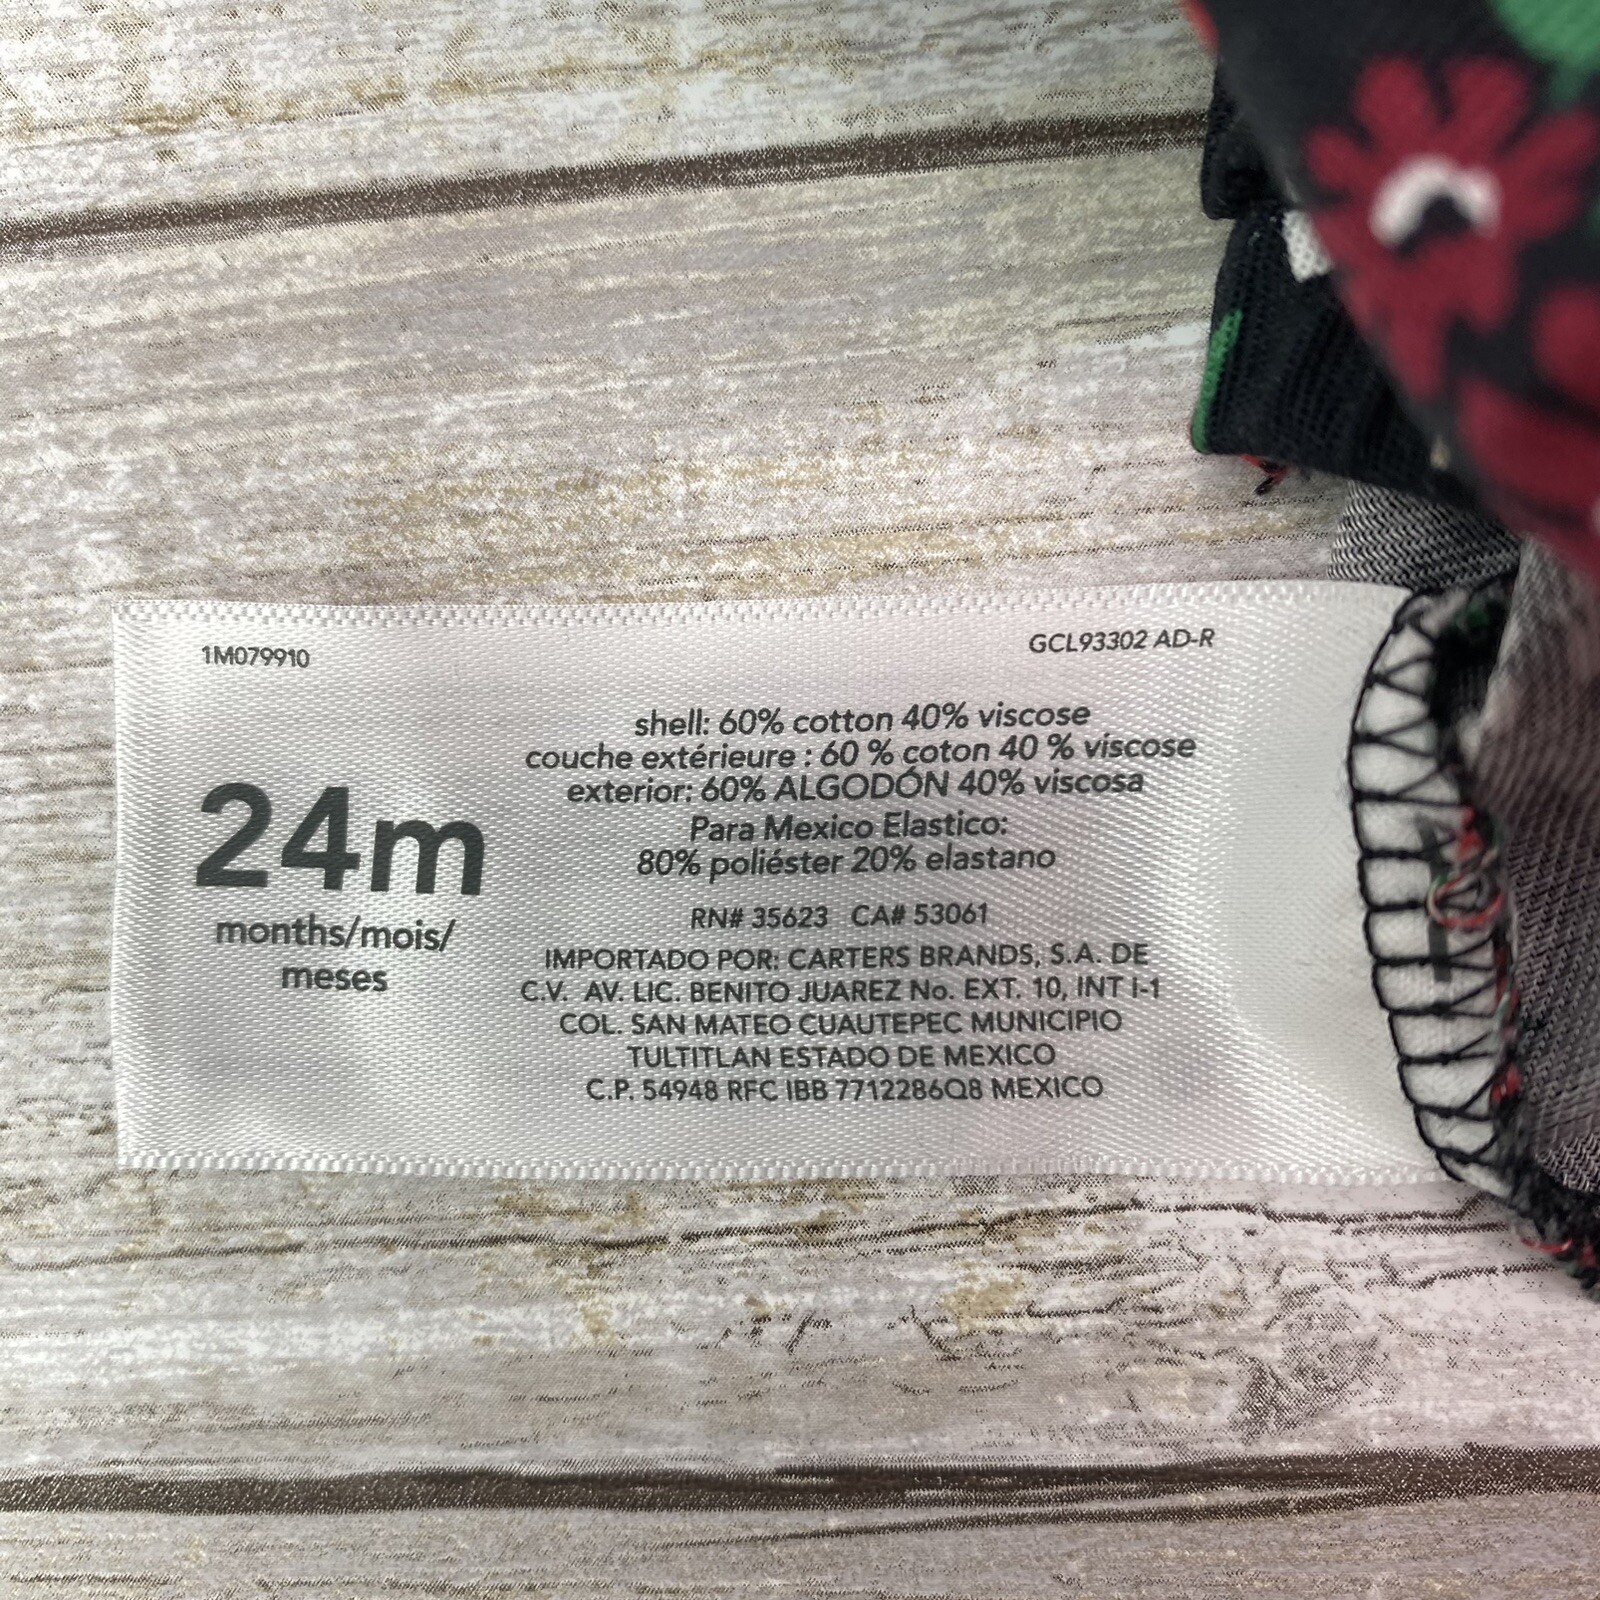 1M079910
GCL93302 AD-R
24m
months/mois/
meses
shell: 60% cotton 40% viscose
couche extérieure : 60 % coton 40 % viscose
exterior: 60% ALGODÓN 40% viscosa
Para Mexico Elastico:
80% poliéster 20% elastano
RN# 35623 CA# 53061
IMPORTADO POR: CARTERS BRANDS, S.A. DE
C.V. AV. LIC. BENITO JUAREZ No. EXT. 10, INT I-1
COL. SAN MATEO CUAUTEPEC MUNICIPIO
TULTITLAN ESTADO DE MEXICO
C.P. 54948 RFC IBB 7712286Q8 MEXICO